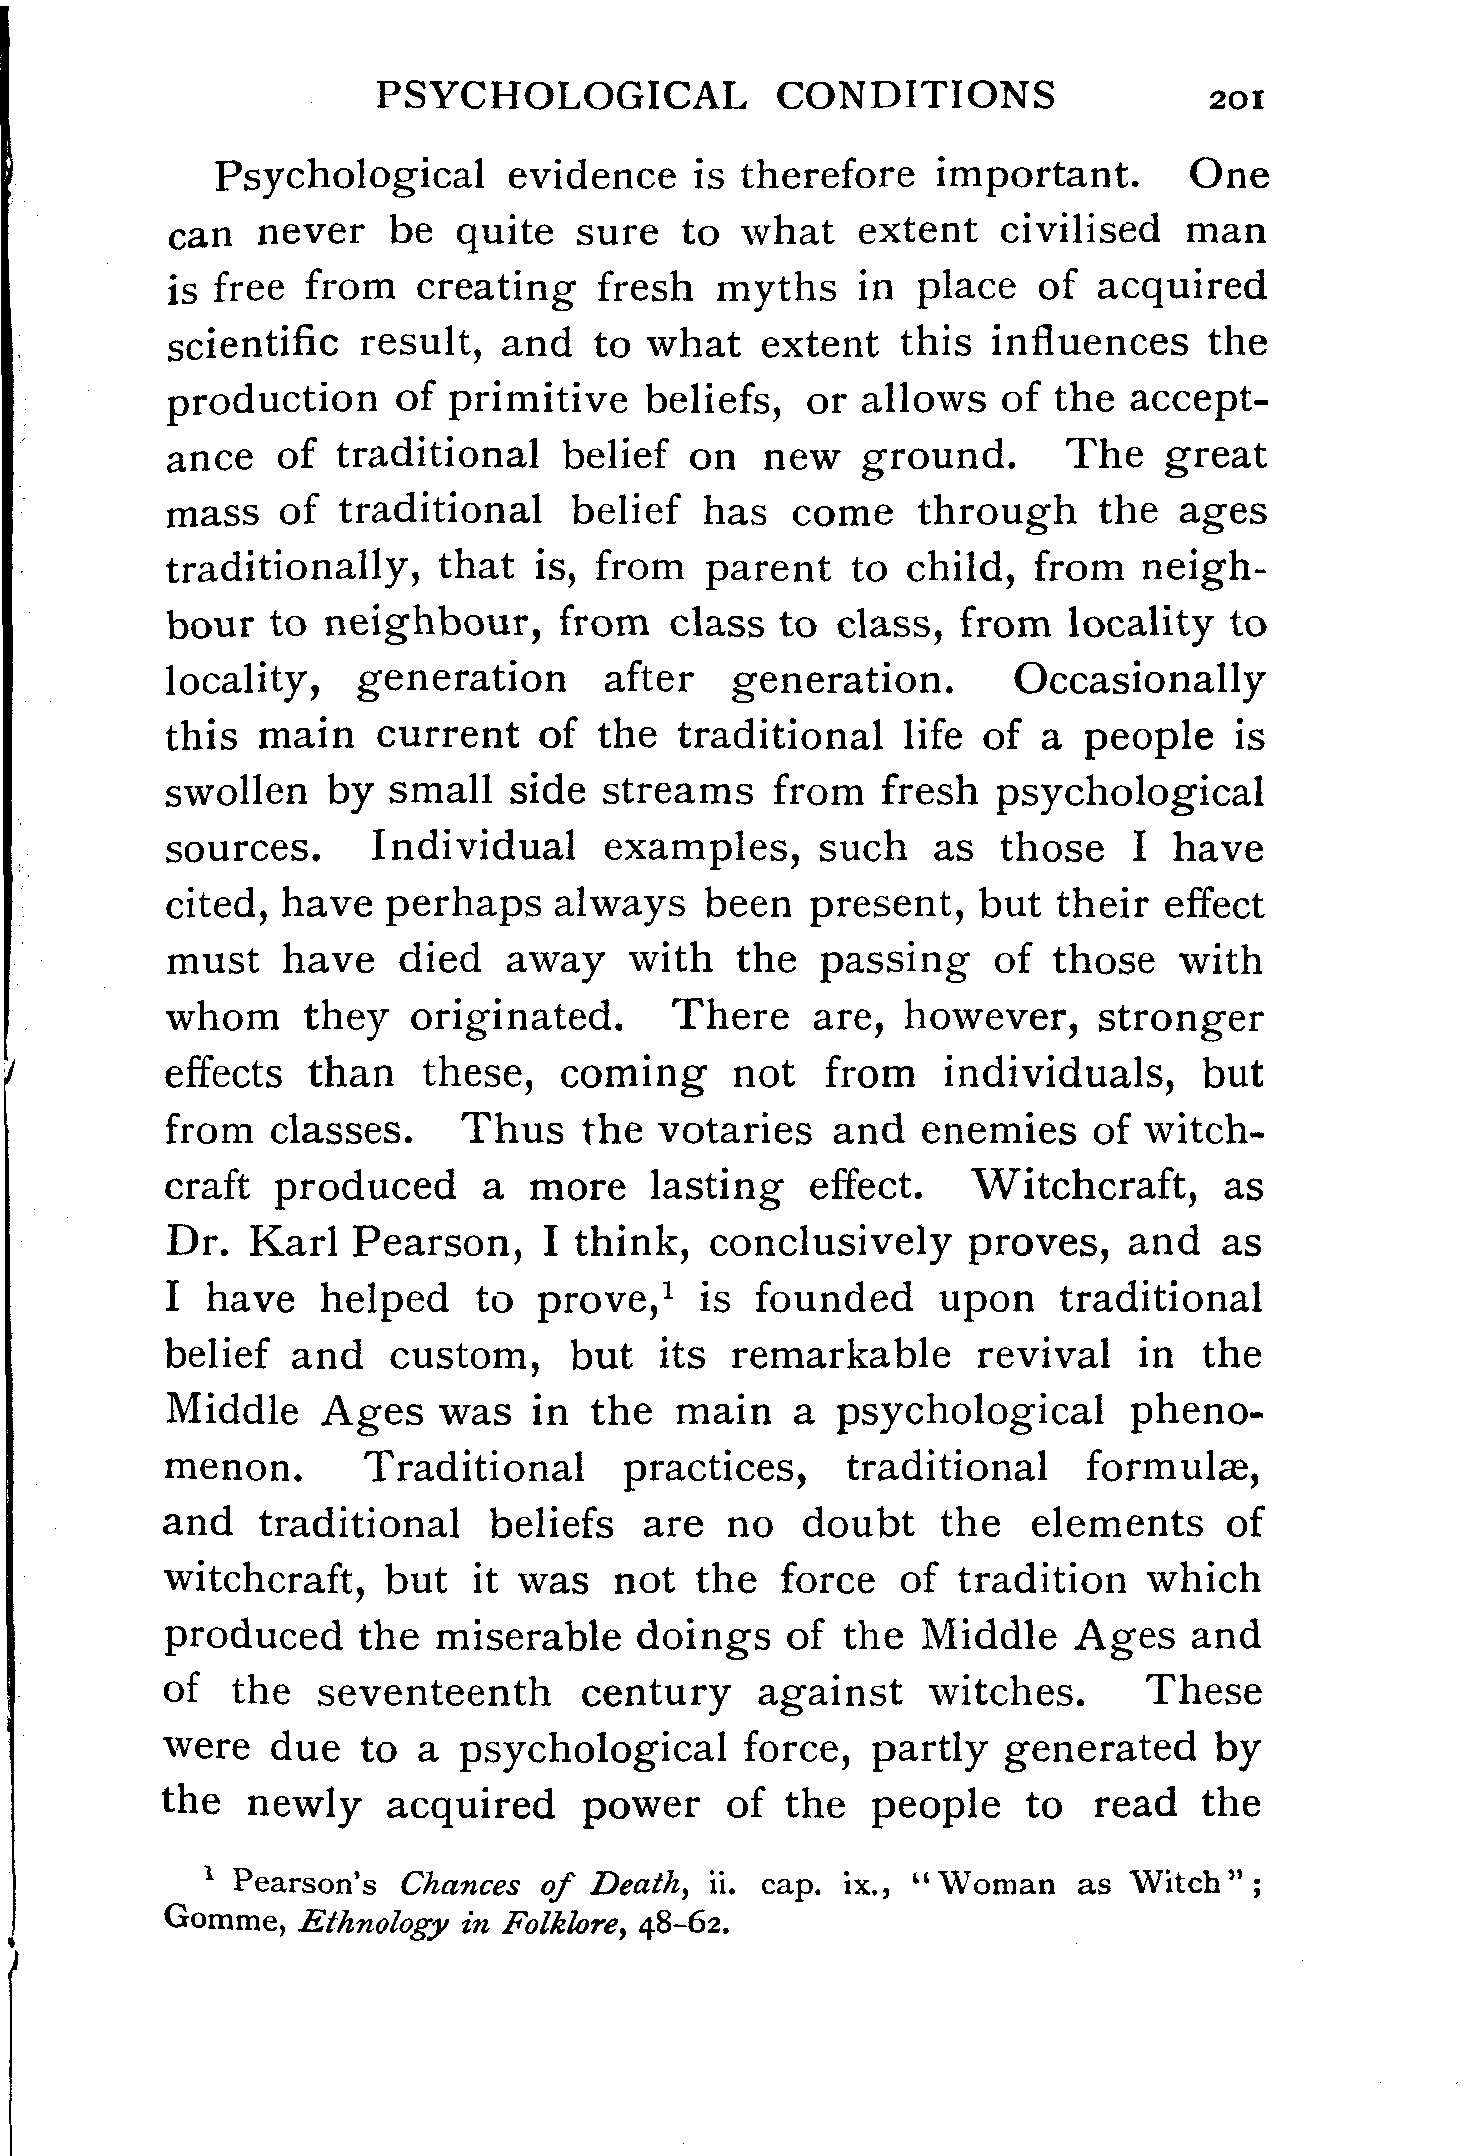 PSYCHOLOGICAL CONDITIONS 201
Psychological evidence is therefore important. One
can never be quite sure to what extent civilised man
is free from creating fresh myths in place of acquired
scientific result, and to what extent this influences the
production of primitive beliefs, or allows of the accept-
ance of traditional belief on new ground. The great
mass of traditional belief has come through the ages
traditionally, that is, from parent to child, from neigh-
bour to neighbour, from class to class, from locality to
locality, generation after generation. Occasionally
this main current of the traditional life of a people is
swollen by small side streams from fresh psychological
sources. Individual examples, such as those I have
cited, have perhaps always been present, but their effect
must have died away with the passing of those with
whom they originated. There are, however, stronger
effects than these, coming not from individuals, but
from classes. Thus the votaries and enemies of witch-
craft produced a more lasting effect. Witchcraft, as
Dr. Karl Pearson, I think, conclusively proves, and as
I have helped to prove,¹ is founded upon traditional
belief and custom, but its remarkable revival in the
Middle Ages was in the main a psychological pheno-
menon. Traditional practices, traditional formulæ,
and traditional beliefs are no doubt the elements of
witchcraft, but it was not the force of tradition which
produced the miserable doings of the Middle Ages and
of the seventeenth century against witches. These
were due to a psychological force, partly generated by
the newly acquired power of the people to read the
¹ Pearson's Chances of Death, ii. cap. ix., "Woman as Witch";
Gomme, Ethnology in Folklore, 48–62.